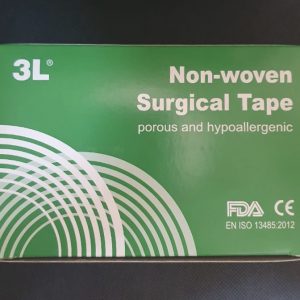 3L®
Non-woven
Surgical Tape
porous and hypoallergenic
FDA CE
EN ISO 13485:2012